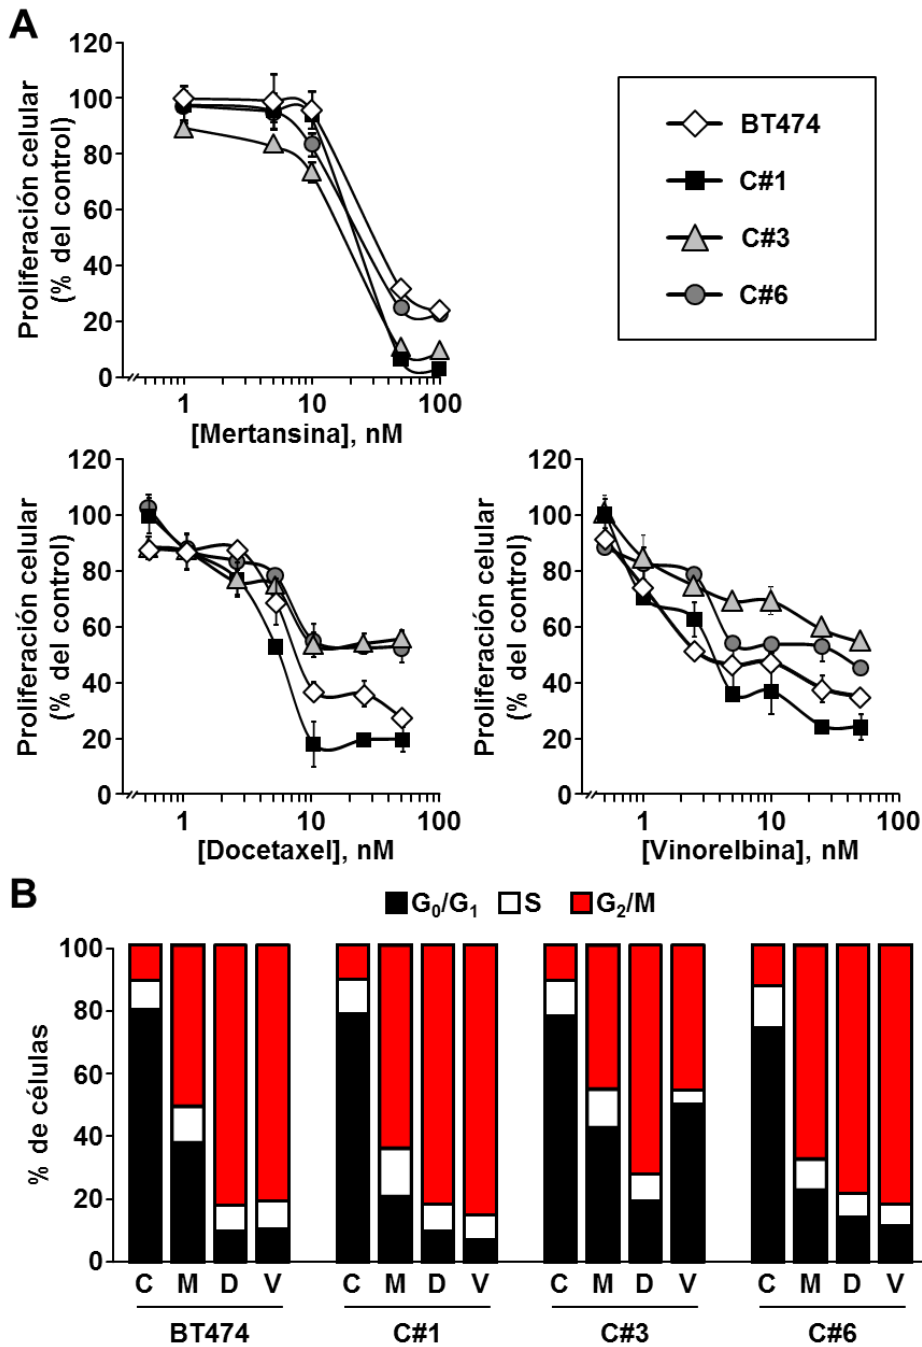 A
Proliferación celular
(% del control)
120
100
80
60
40
20
0
1 10 100
[Mertansina], nM
BT474
C#1
C#3
C#6
Proliferación celular
(% del control)
120
100
80
60
40
20
0
1 10 100
[Docetaxel], nM
Proliferación celular
(% del control)
120
100
80
60
40
20
0
1 10 100
[Vinorelbina], nM
B
G₀/G₁ S G₂/M
% de células
100
80
60
40
20
0
C M D V C M D V C M D V C M D V
BT474 C#1 C#3 C#6